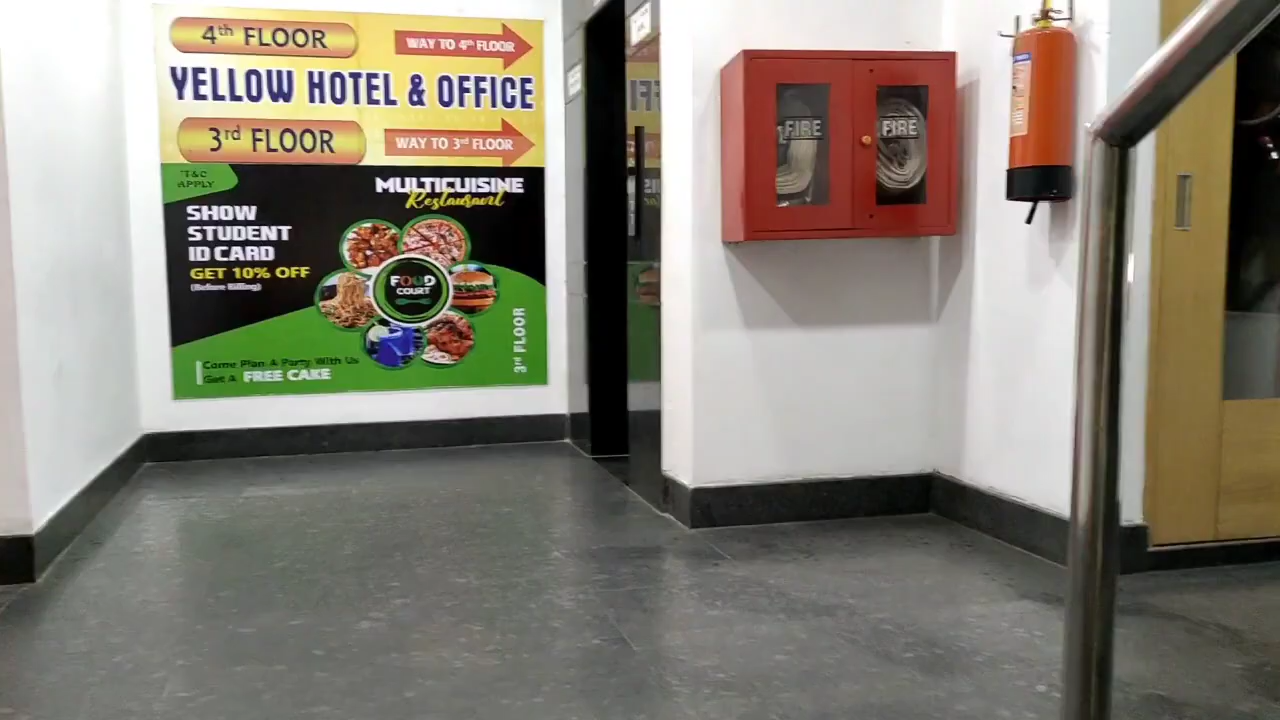 4th FLOOR
WAY TO 4th FLOOR
YELLOW HOTEL & OFFICE
3rd FLOOR
WAY TO 3rd FLOOR
*T&C
APPLY
MULTICUISINE
Restaurant
SHOW
STUDENT
ID CARD
GET 10% OFF
(Before Billing)
FOOD
COURT
3rd FLOOR
Come Plan A Party With Us
Get A FREE CAKE
FIRE
FIRE